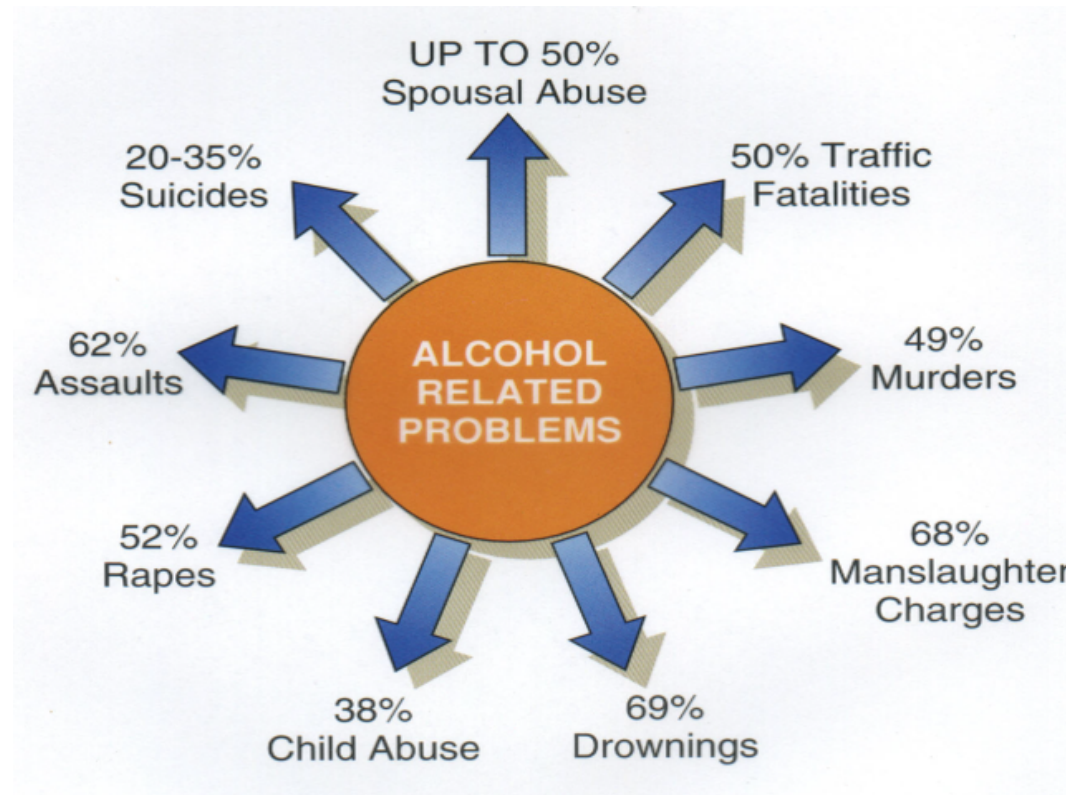 UP TO 50%
Spousal Abuse
50% Traffic
Fatalities
49%
Murders
68%
Manslaughter
Charges
69%
Drownings
38%
Child Abuse
52%
Rapes
62%
Assaults
20-35%
Suicides
ALCOHOL
RELATED
PROBLEMS